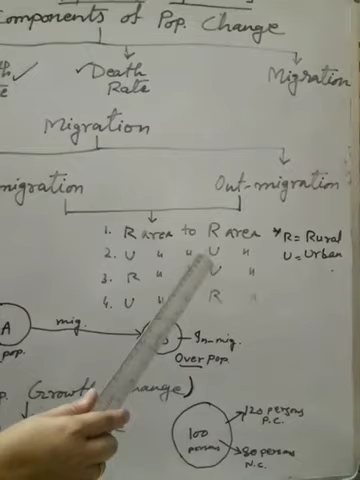 Components of Pop. Change
Death Rate
Migration
Migration
Out-migration
1. R area to R area
2. U " " U "
3. R " U "
4. U " R "
* R = Rural
U = Urban
A
mig.
In-mig.
pop.
Over pop.
Growth
Change)
100 persons
120 persons P.C.
80 persons N.C.